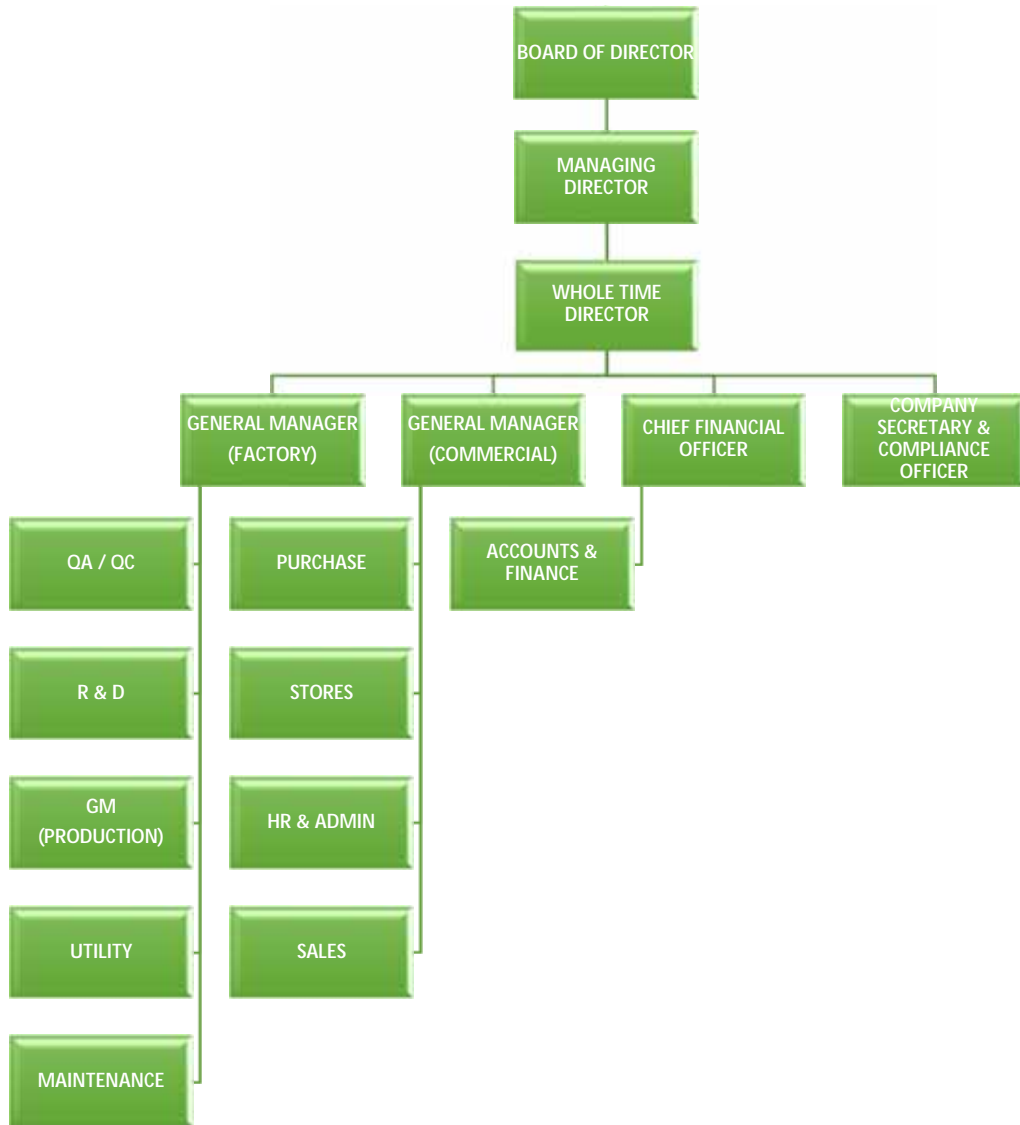 BOARD OF DIRECTOR
MANAGING
DIRECTOR
WHOLE TIME
DIRECTOR
GENERAL MANAGER
(FACTORY)
GENERAL MANAGER
(COMMERCIAL)
CHIEF FINANCIAL
OFFICER
COMPANY
SECRETARY &
COMPLIANCE
OFFICER
QA / QC
PURCHASE
ACCOUNTS &
FINANCE
R & D
STORES
GM
(PRODUCTION)
HR & ADMIN
UTILITY
SALES
MAINTENANCE